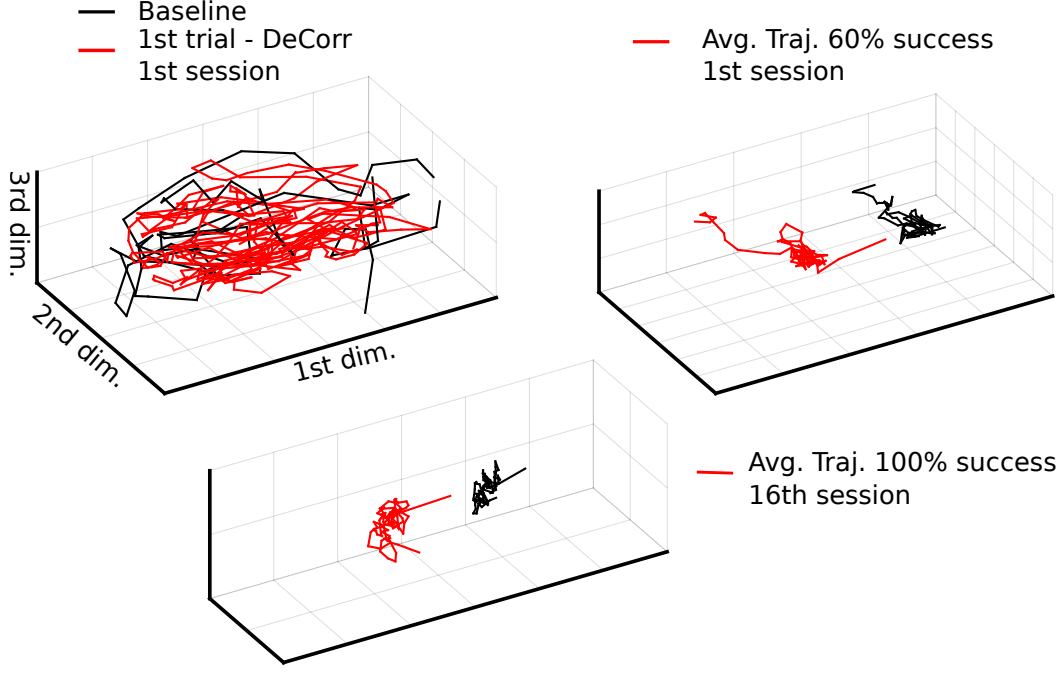 Baseline
1st trial - DeCorr
1st session
Avg. Traj. 60% success
1st session
3rd dim.
2nd dim.
1st dim.
Avg. Traj. 100% success
16th session